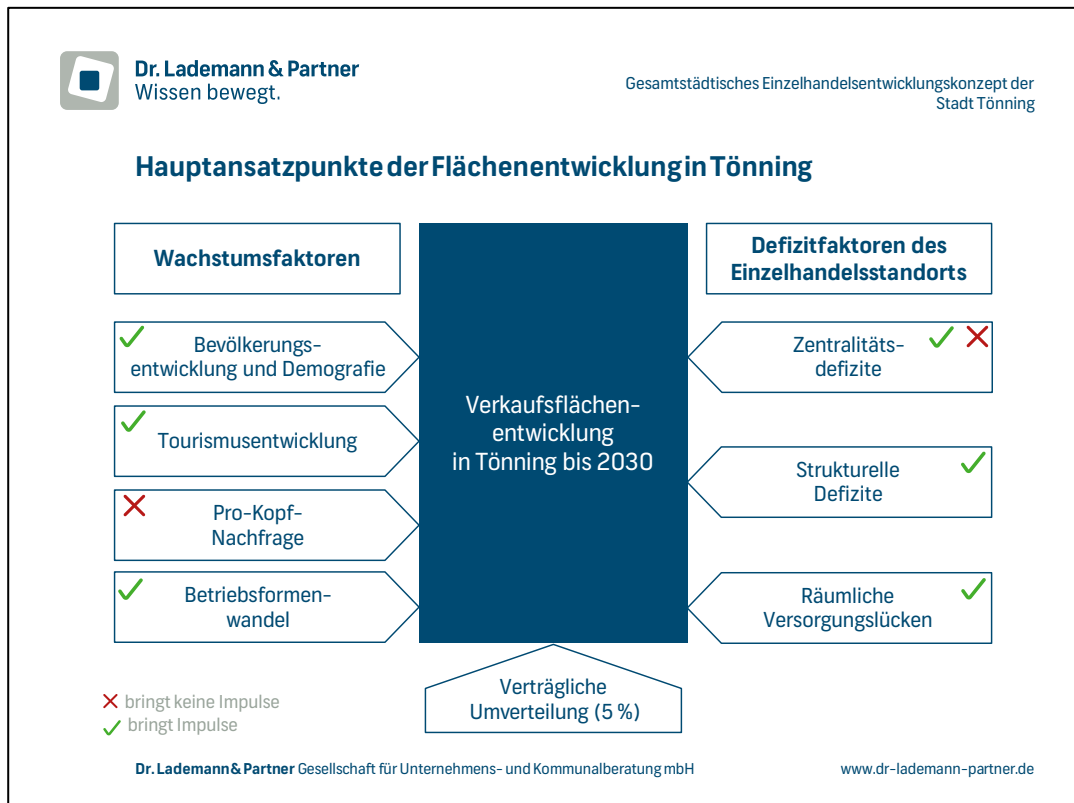 Dr. Lademann & Partner
Wissen bewegt.
Gesamtstädtisches Einzelhandelsentwicklungskonzept der
Stadt Tönning
Hauptansatzpunkte der Flächenentwicklung in Tönning
Wachstumsfaktoren
Bevölkerungs-
entwicklung und Demografie
Tourismusentwicklung
Pro-Kopf-
Nachfrage
Betriebsformen-
wandel
Verkaufsflächen-
entwicklung
in Tönning bis 2030
Defizitfaktoren des
Einzelhandelsstandorts
Zentralitäts-
defizite
Strukturelle
Defizite
Räumliche
Versorgungslücken
Verträgliche
Umverteilung (5 %)
bringt keine Impulse
bringt Impulse
Dr. Lademann & Partner Gesellschaft für Unternehmens- und Kommunalberatung mbH
www.dr-lademann-partner.de